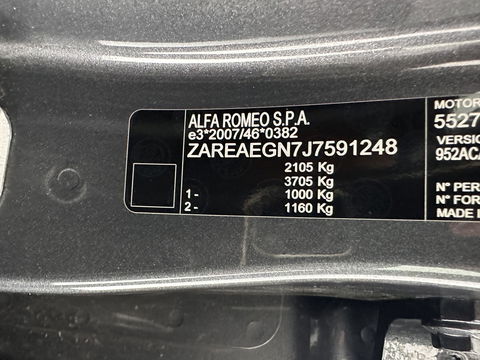 ALFA ROMEO S.P.A.
e3*2007/46*0382
ZAREAEGN7J7591248
2105 Kg
3705 Kg
1 - 1000 Kg
2 - 1160 Kg
MOTOR
5527
VERSIO
952ACA
N° PER
N° FOR
MADE I